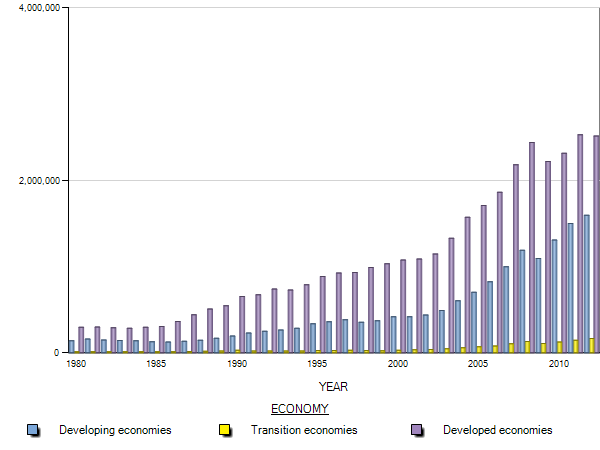 4,000,000
2,000,000
0
1980 1985 1990 1995 2000 2005 2010
YEAR
ECONOMY
Developing economies Transition economies Developed economies